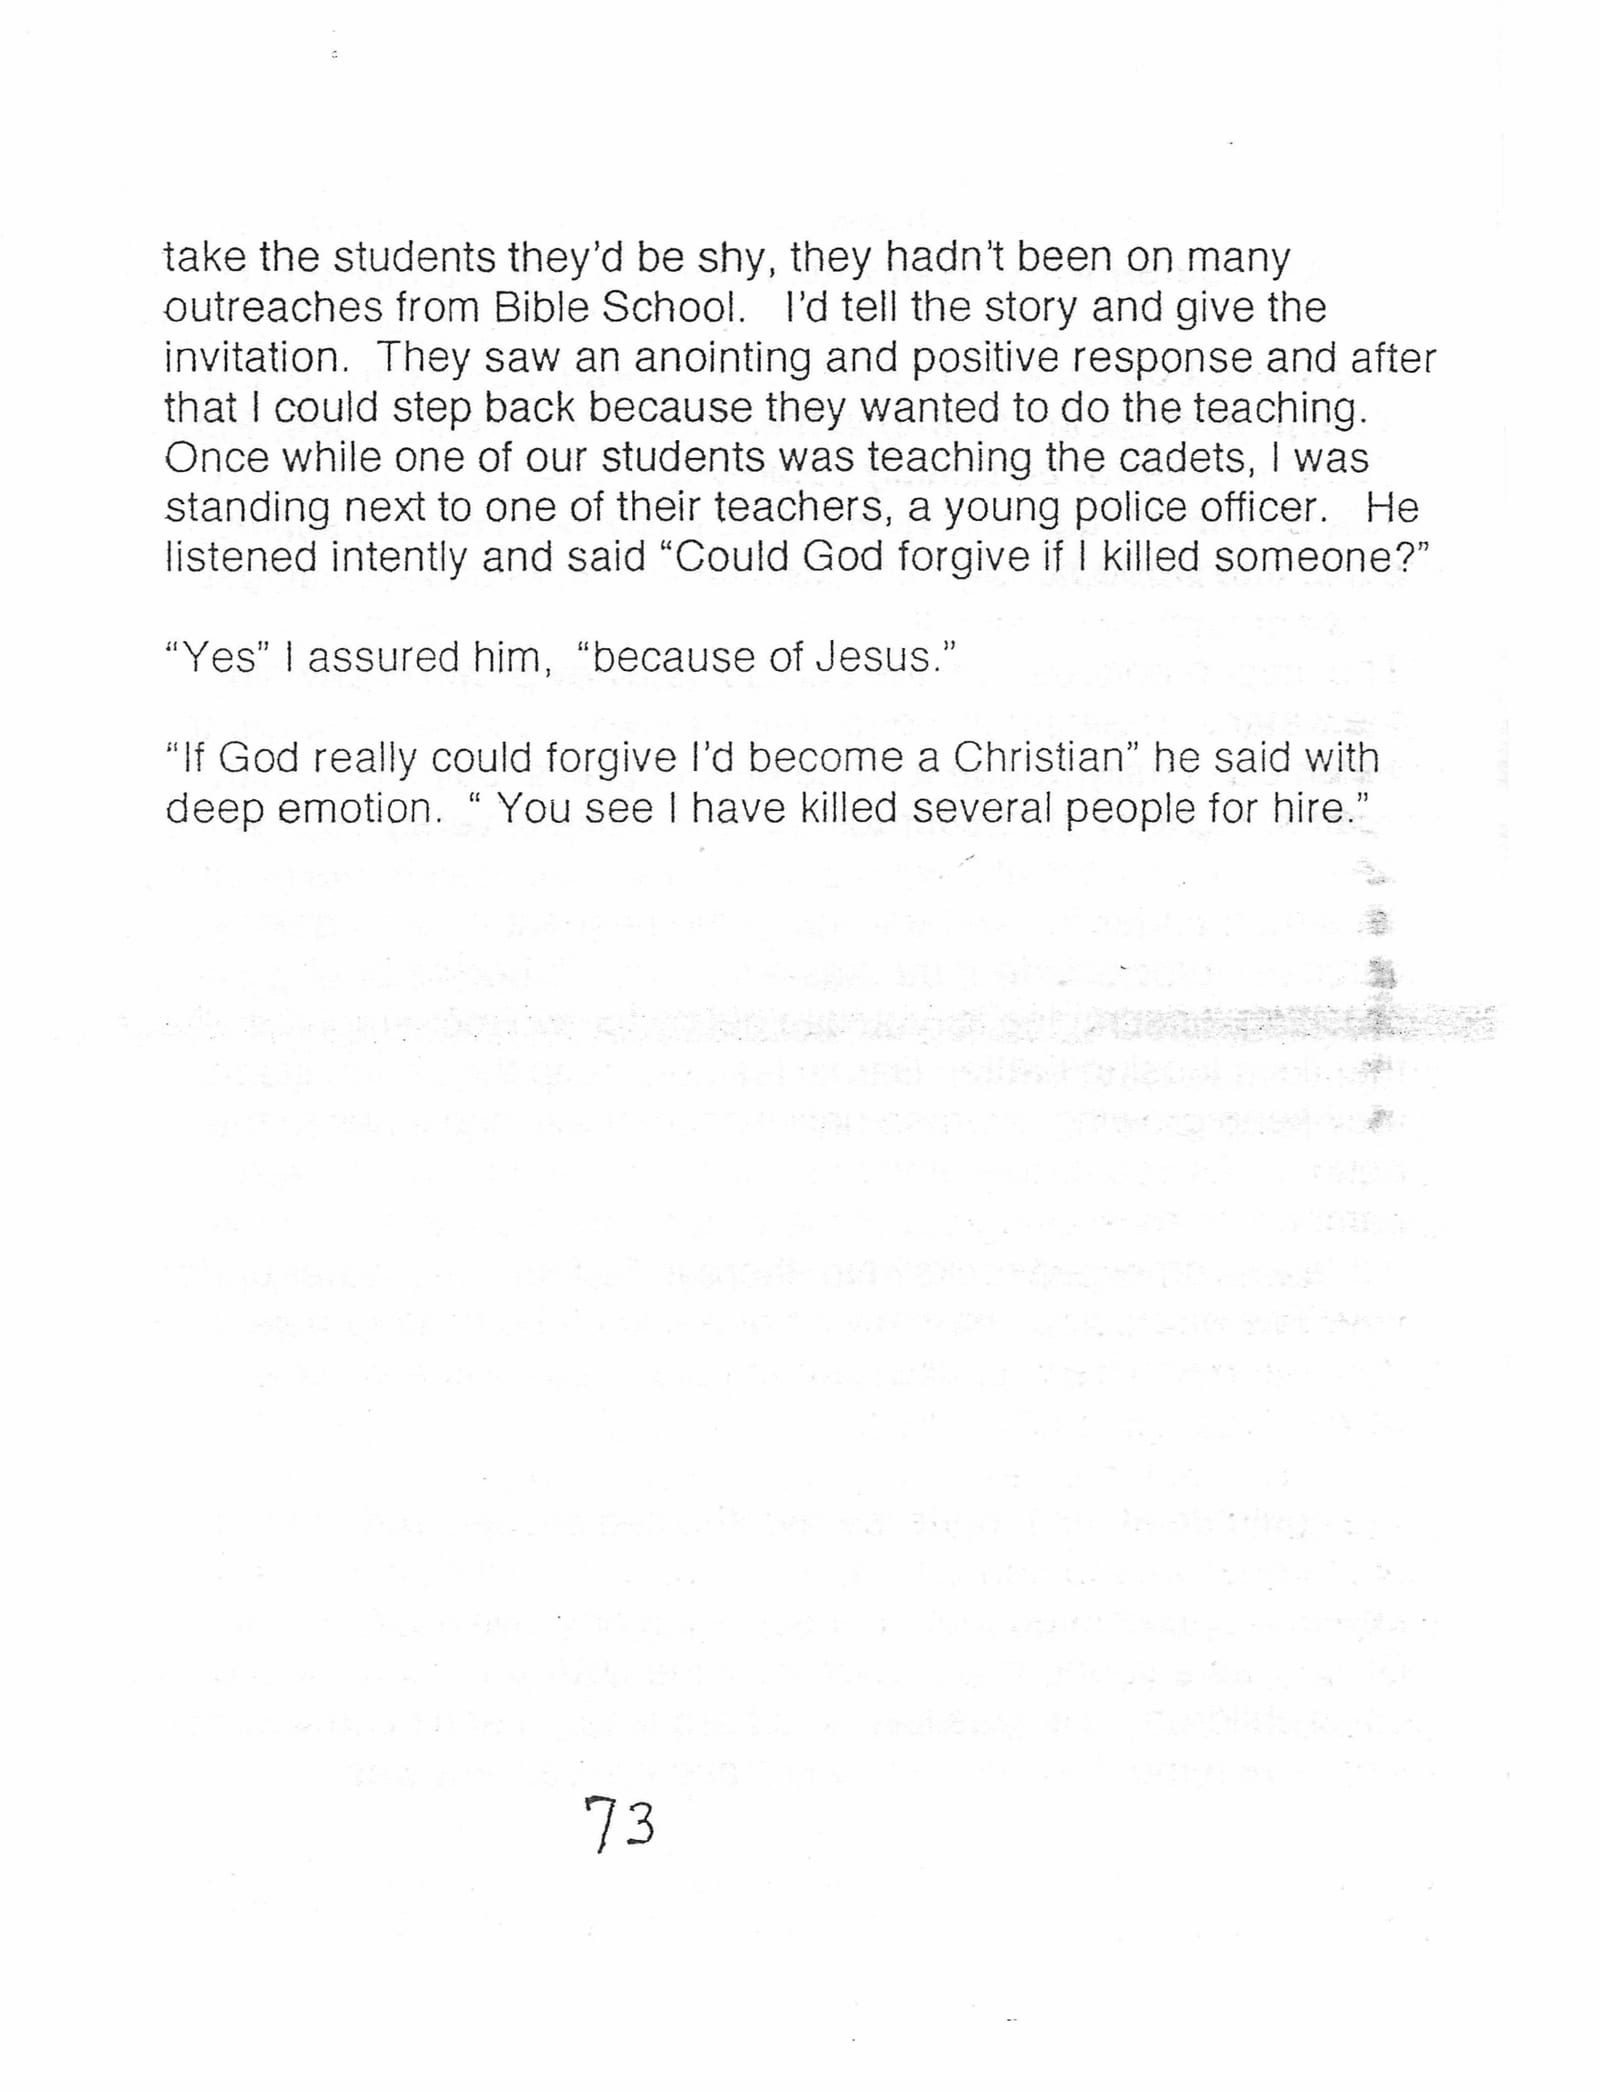 take the students they'd be shy, they hadn't been on many
outreaches from Bible School.   I'd tell the story and give the
invitation.  They saw an anointing and positive response and after
that I could step back because they wanted to do the teaching.
Once while one of our students was teaching the cadets, I was
standing next to one of their teachers, a young police officer.   He
listened intently and said “Could God forgive if I killed someone?”
“Yes” I assured him,  “because of Jesus.”
“If God really could forgive I'd become a Christian” he said with
deep emotion.  “ You see I have killed several people for hire.”
73